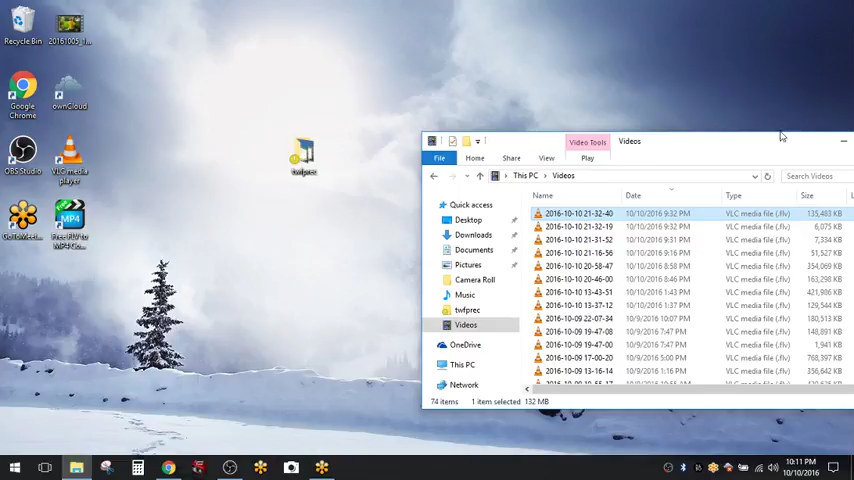 Recycle Bin
20161005_1...
Google Chrome
ownCloud
OBS Studio
VLC media player
GoToMeet...
Free FLV to MP4 Co...
twfprec
Video Tools
Videos
File
Home
Share
View
Play
This PC
Videos
Search Videos
Name
Date
Type
Size
Quick access
Desktop
Downloads
Documents
Pictures
Camera Roll
Music
twfprec
Videos
OneDrive
This PC
Network
2016-10-10 21-32-40 10/10/2016 9:32 PM VLC media file (.flv) 135,483 KB
2016-10-10 21-32-19 10/10/2016 9:32 PM VLC media file (.flv) 6,075 KB
2016-10-10 21-31-52 10/10/2016 9:31 PM VLC media file (.flv) 7,334 KB
2016-10-10 21-16-56 10/10/2016 9:17 PM VLC media file (.flv) 51,527 KB
2016-10-10 20-58-47 10/10/2016 8:58 PM VLC media file (.flv) 354,069 KB
2016-10-10 20-46-00 10/10/2016 8:46 PM VLC media file (.flv) 163,298 KB
2016-10-10 13-43-51 10/10/2016 1:43 PM VLC media file (.flv) 421,986 KB
2016-10-10 13-37-12 10/10/2016 1:37 PM VLC media file (.flv) 129,544 KB
2016-10-09 22-07-34 10/9/2016 10:07 PM VLC media file (.flv) 180,513 KB
2016-10-09 19-47-08 10/9/2016 7:47 PM VLC media file (.flv) 148,891 KB
2016-10-09 19-47-00 10/9/2016 7:47 PM VLC media file (.flv) 1,941 KB
2016-10-09 17-00-20 10/9/2016 5:00 PM VLC media file (.flv) 768,397 KB
2016-10-09 13-16-14 10/9/2016 1:16 PM VLC media file (.flv) 356,642 KB
74 items 1 item selected 132 MB
10:11 PM
10/10/2016